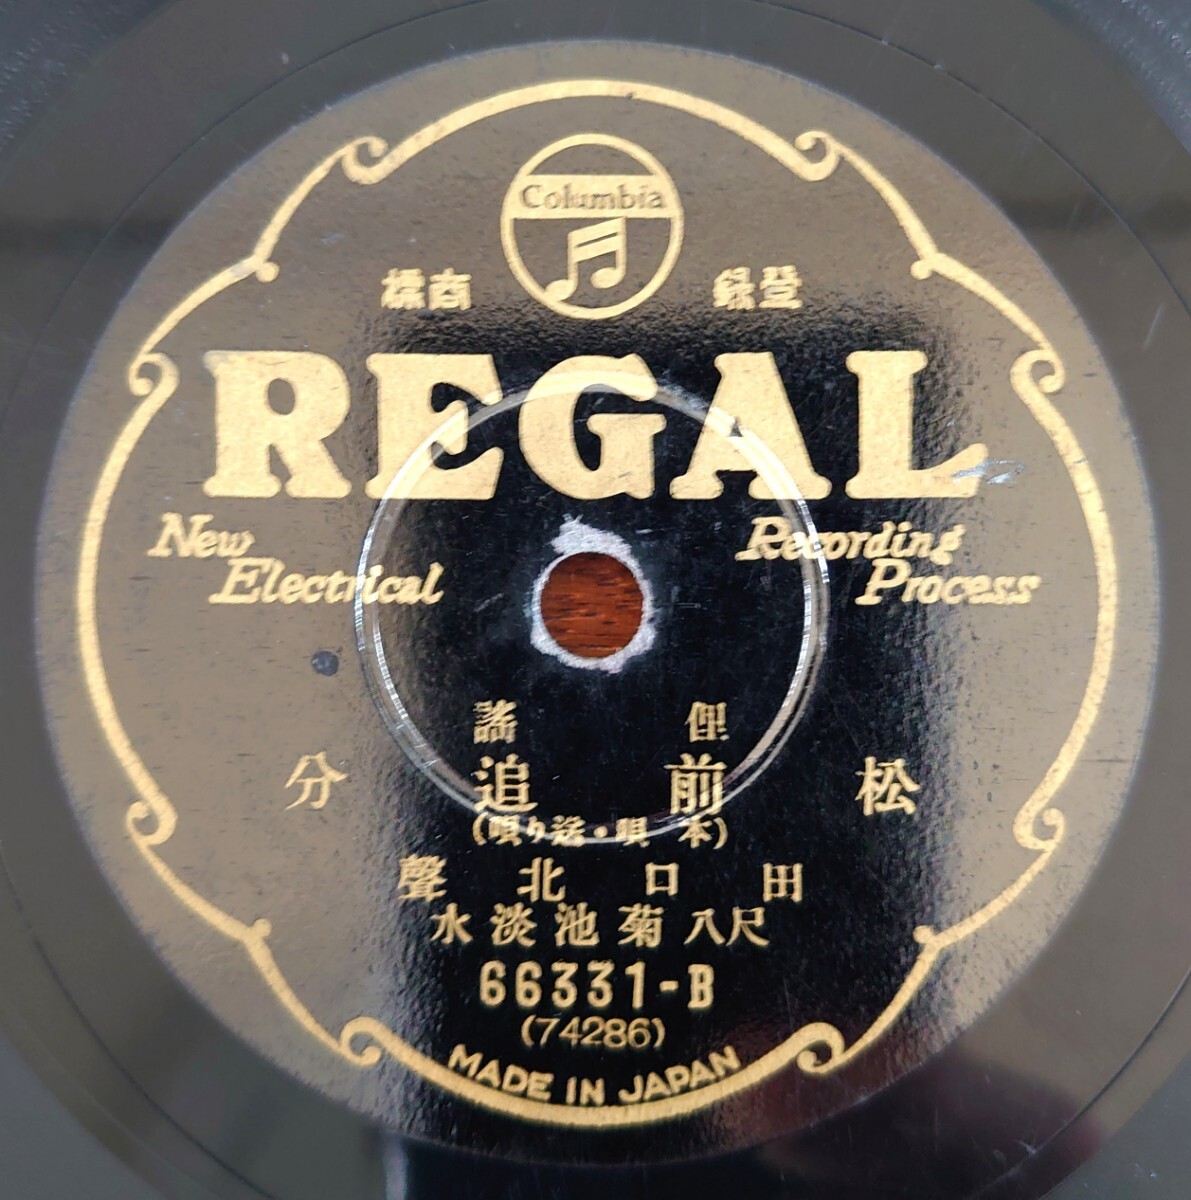 Columbia
登録 商標
REGAL
New Electrical
Recording Process
俚謠
松前追分
(本唄・送り唄)
田口北聲
尺八 菊池淡水
66331-B
(74286)
MADE IN JAPAN